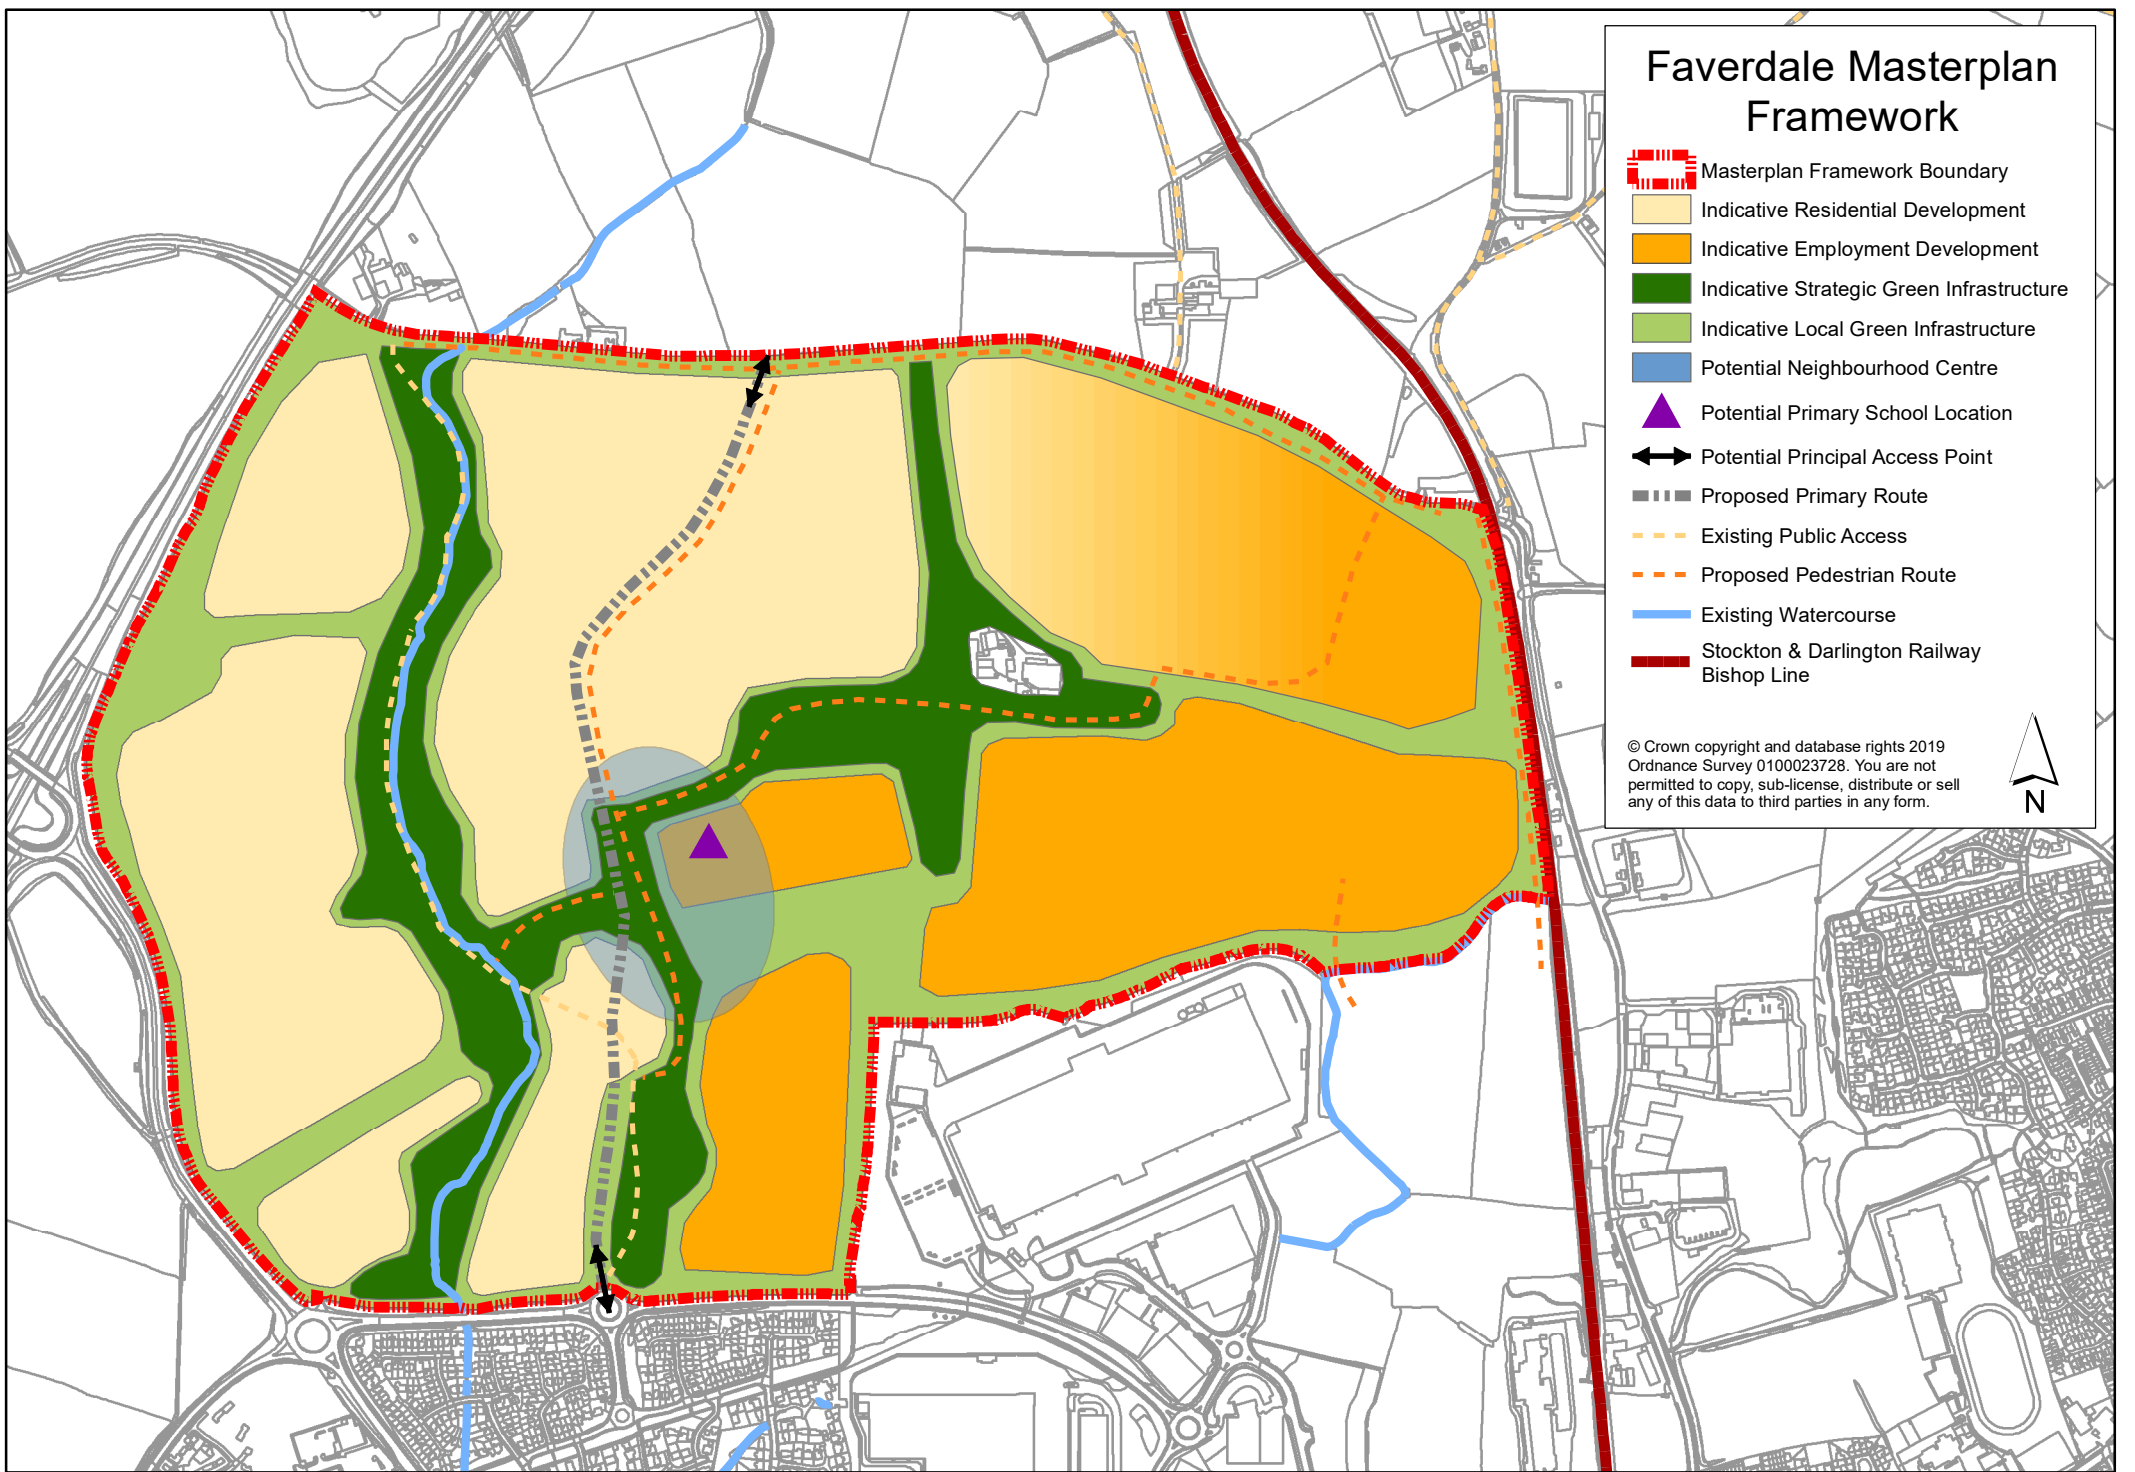 Faverdale Masterplan
Framework
Masterplan Framework Boundary
Indicative Residential Development
Indicative Employment Development
Indicative Strategic Green Infrastructure
Indicative Local Green Infrastructure
Potential Neighbourhood Centre
Potential Primary School Location
Potential Principal Access Point
Proposed Primary Route
Existing Public Access
Proposed Pedestrian Route
Existing Watercourse
Stockton & Darlington Railway
Bishop Line
© Crown copyright and database rights 2019
Ordnance Survey 0100023728. You are not
permitted to copy, sub-license, distribute or sell
any of this data to third parties in any form.
N